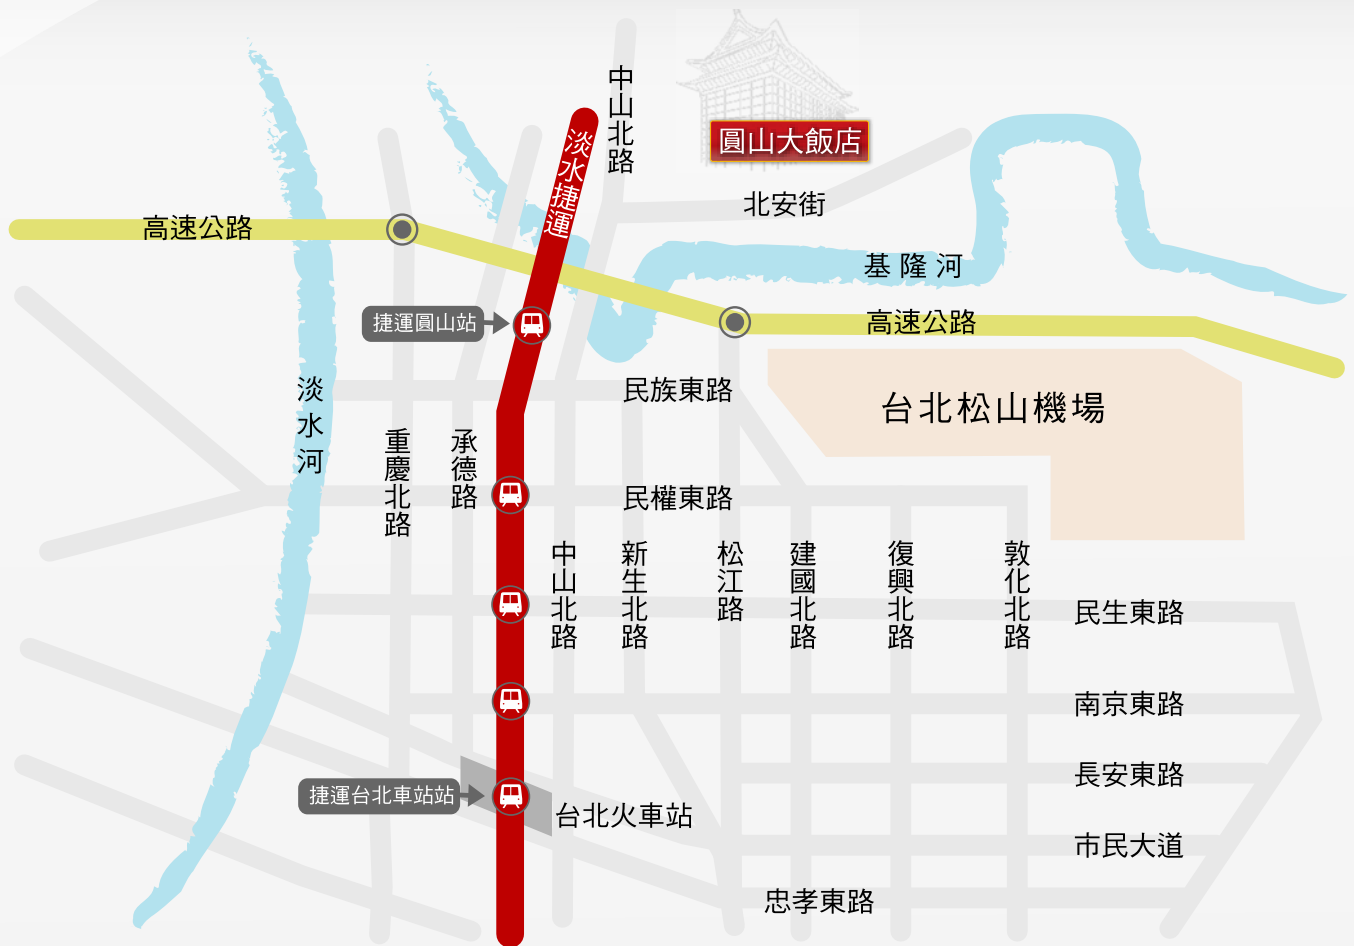 中山北路
淡水捷運
圓山大飯店
北安街
高速公路
基隆河
捷運圓山站
高速公路
淡水河
民族東路
台北松山機場
重慶北路
承德路
民權東路
中山北路
新生北路
松江路
建國北路
復興北路
敦化北路
民生東路
南京東路
長安東路
捷運台北車站站
台北火車站
市民大道
忠孝東路